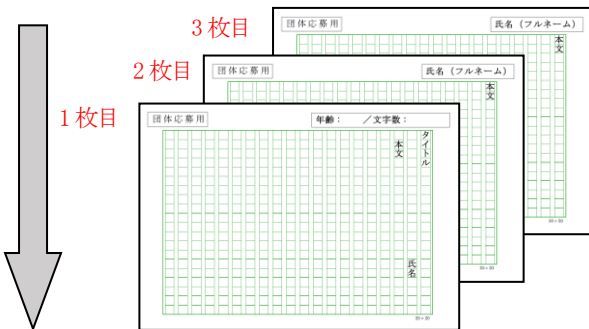 3枚目
団体応募用
氏名（フルネーム）
本文
2枚目
団体応募用
氏名（フルネーム）
本文
1枚目
団体応募用
年齢： ／文字数：
タイトル
氏名
本文
20×20